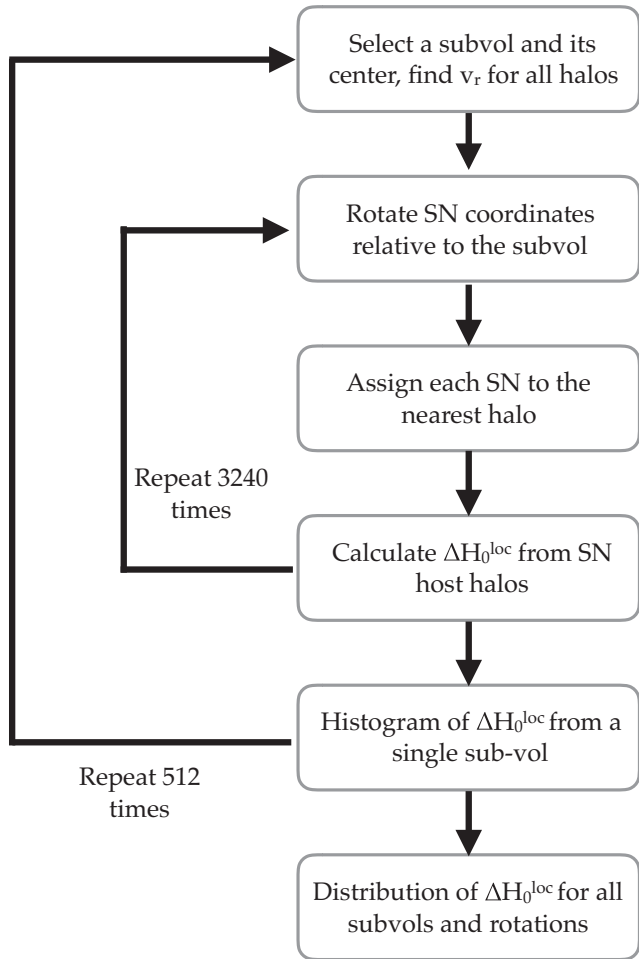 Select a subvol and its
center, find vᵣ for all halos
Rotate SN coordinates
relative to the subvol
Assign each SN to the
nearest halo
Repeat 3240
times
Calculate ΔH₀ˡᵒᶜ from SN
host halos
Histogram of ΔH₀ˡᵒᶜ from a
single sub-vol
Repeat 512
times
Distribution of ΔH₀ˡᵒᶜ for all
subvols and rotations